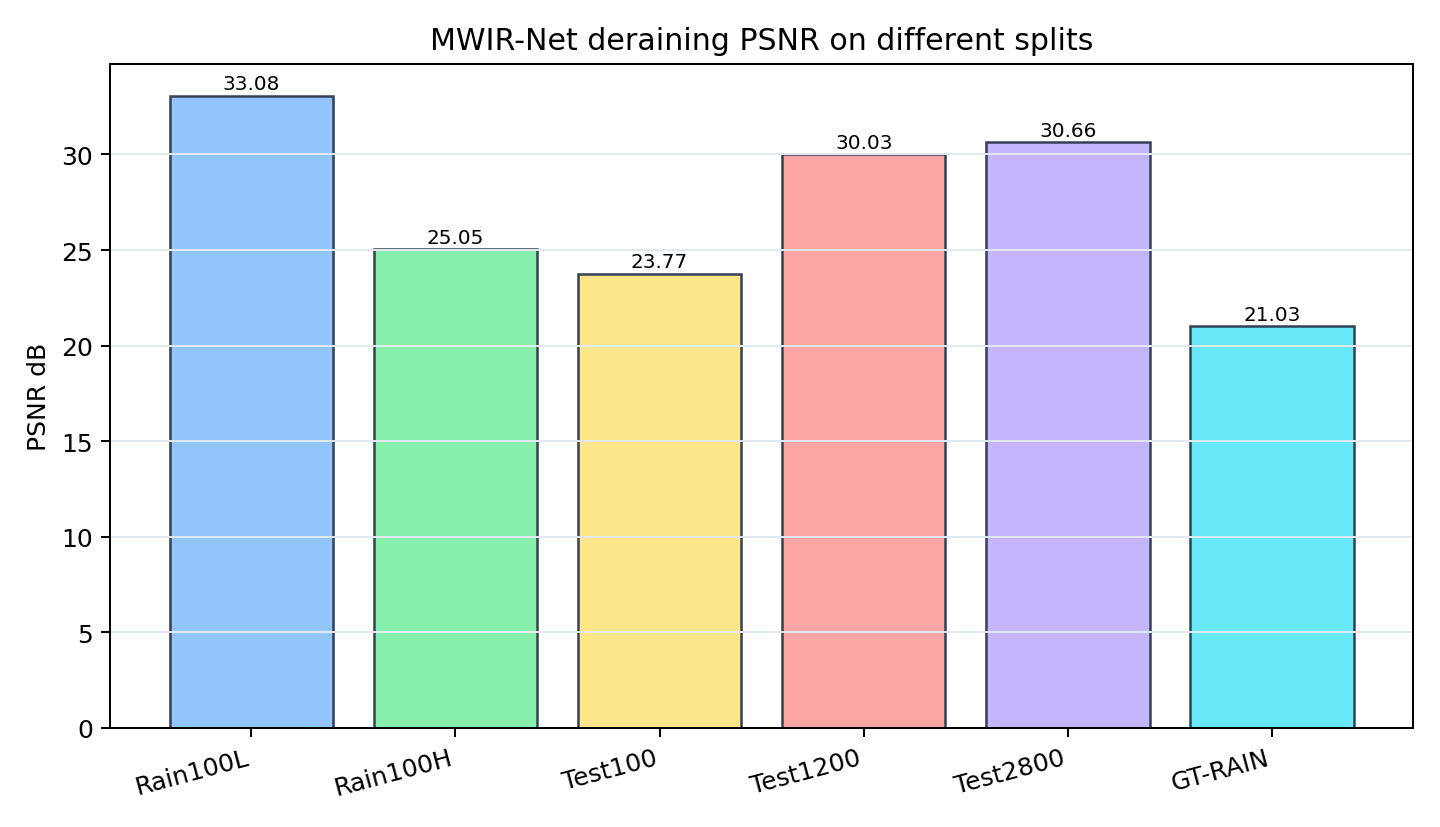 MWIR-Net deraining PSNR on different splits
33.08
25.05
23.77
30.03
30.66
21.03
PSNR dB
30
25
20
15
10
5
0
Rain100L
Rain100H
Test100
Test1200
Test2800
GT-RAIN